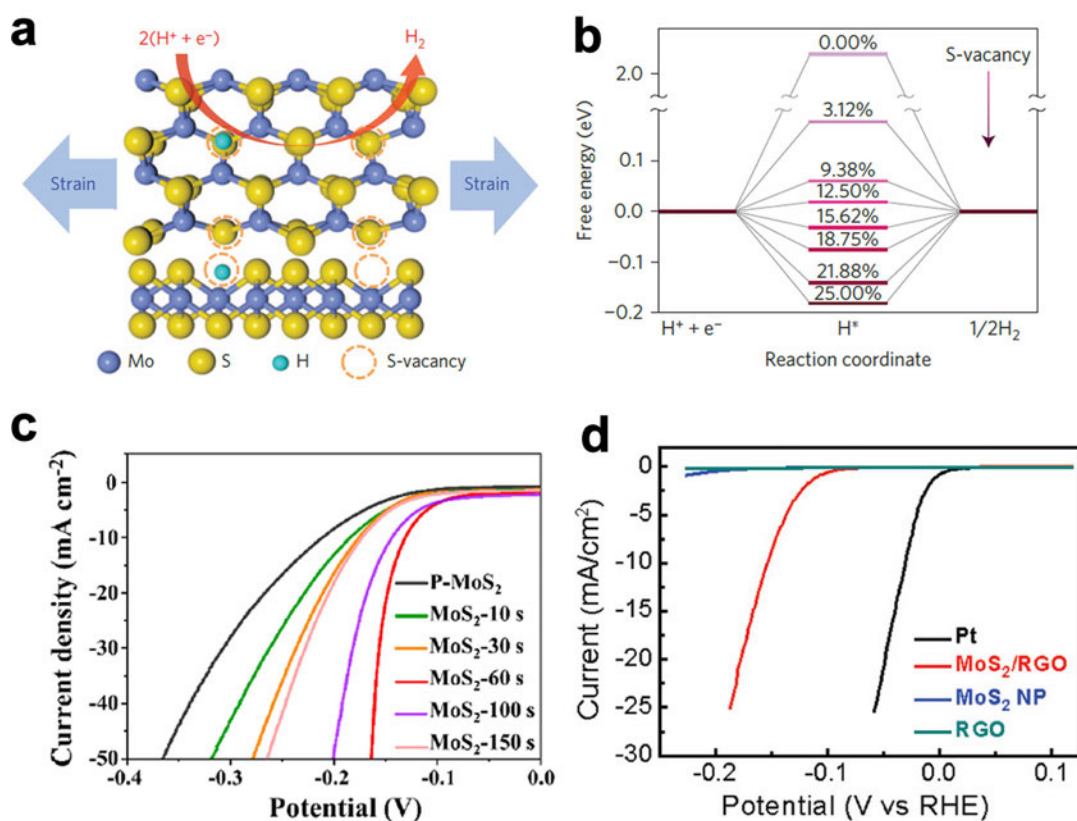 a
2(H⁺ + e⁻)
H₂
Strain
Strain
Mo
S
H
S-vacancy
b
Free energy (eV)
2.0
0.1
0.0
−0.1
−0.2
0.00%
3.12%
9.38%
12.50%
15.62%
18.75%
21.88%
25.00%
S-vacancy
H⁺ + e⁻
H*
1/2H₂
Reaction coordinate
c
Current density (mA cm⁻²)
0
-10
-20
-30
-40
-50
P-MoS₂
MoS₂-10 s
MoS₂-30 s
MoS₂-60 s
MoS₂-100 s
MoS₂-150 s
-0.4
-0.3
-0.2
-0.1
0.0
Potential (V)
d
Current (mA/cm²)
0
-5
-10
-15
-20
-25
-30
Pt
MoS₂/RGO
MoS₂ NP
RGO
-0.2
-0.1
0.0
0.1
Potential (V vs RHE)